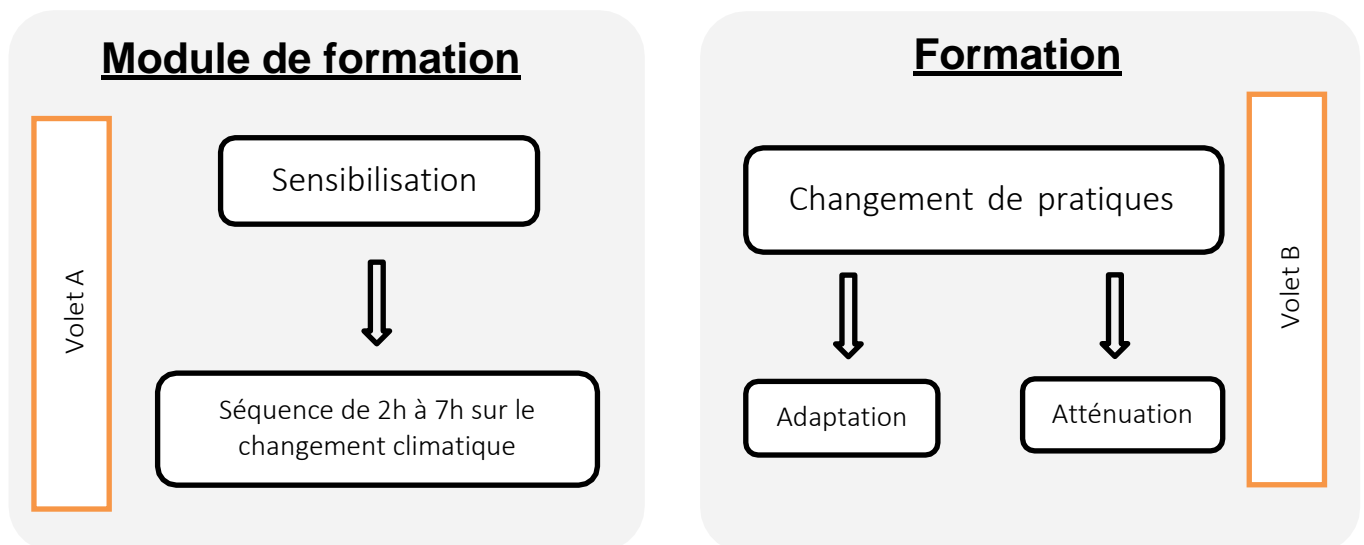 Module de formation
Volet A
Sensibilisation
Séquence de 2h à 7h sur le
changement climatique
Formation
Changement de pratiques
Adaptation
Atténuation
Volet B